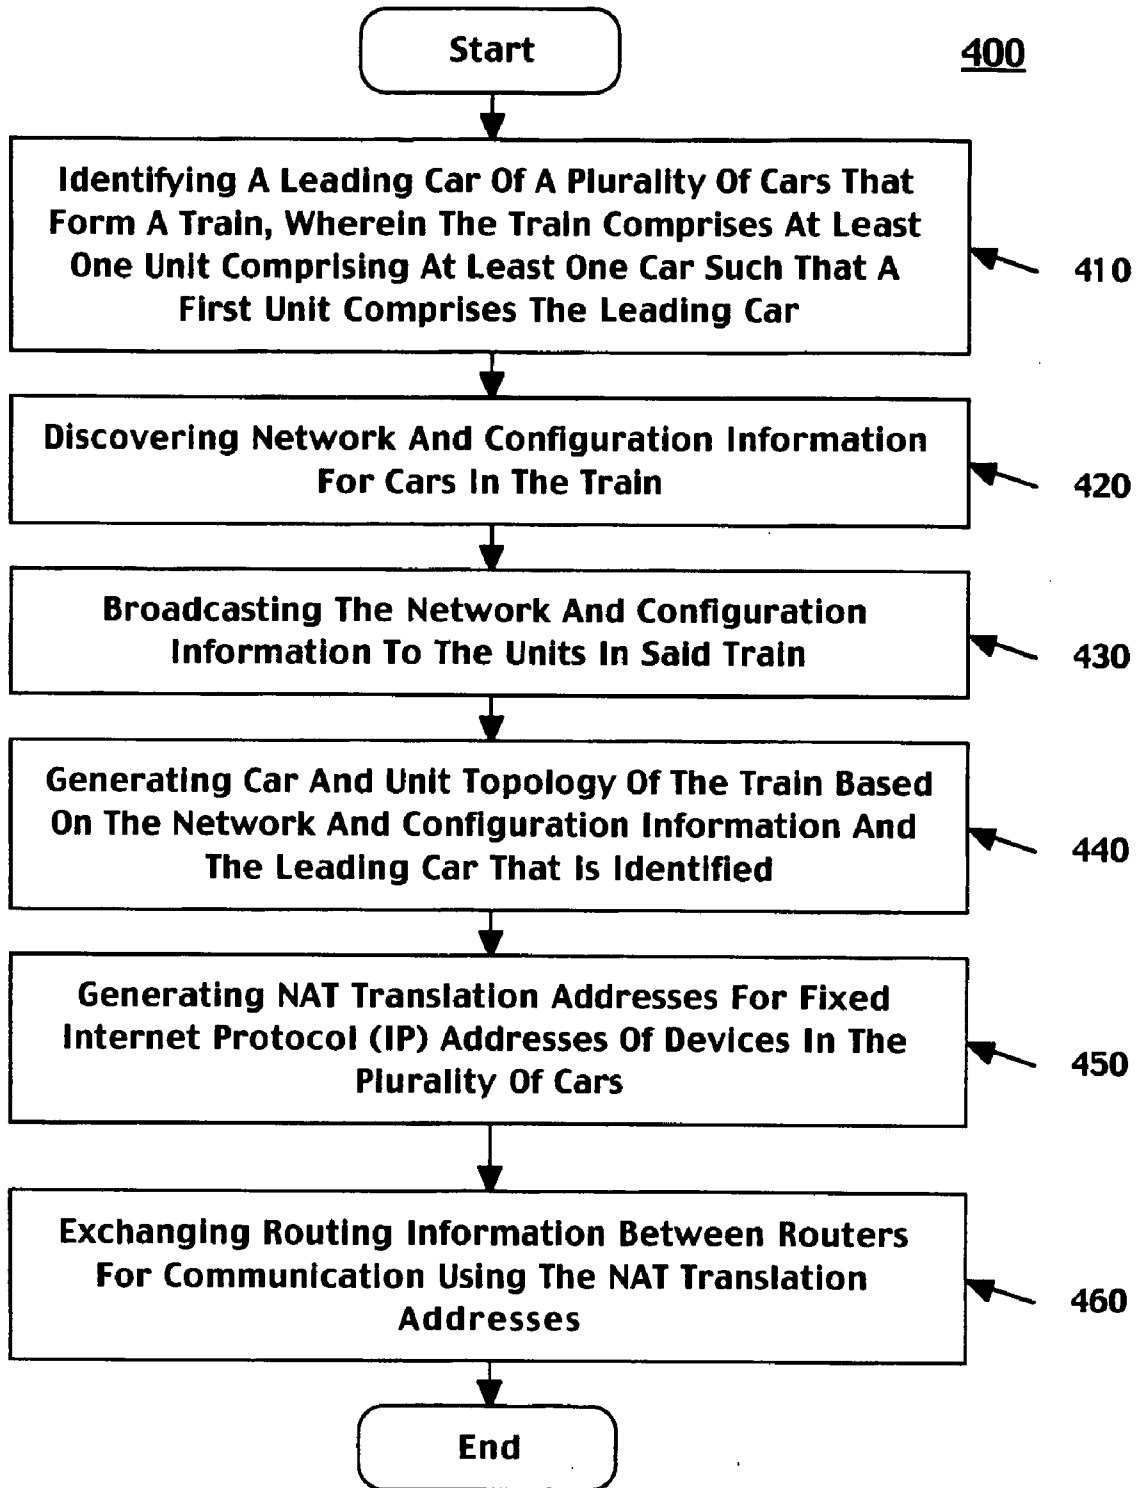 Start
400
Identifying A Leading Car Of A Plurality Of Cars That
Form A Train, Wherein The Train Comprises At Least
One Unit Comprising At Least One Car Such That A
First Unit Comprises The Leading Car
410
Discovering Network And Configuration Information
For Cars In The Train
420
Broadcasting The Network And Configuration
Information To The Units In Said Train
430
Generating Car And Unit Topology Of The Train Based
On The Network And Configuration Information And
The Leading Car That Is Identified
440
Generating NAT Translation Addresses For Fixed
Internet Protocol (IP) Addresses Of Devices In The
Plurality Of Cars
450
Exchanging Routing Information Between Routers
For Communication Using The NAT Translation
Addresses
460
End